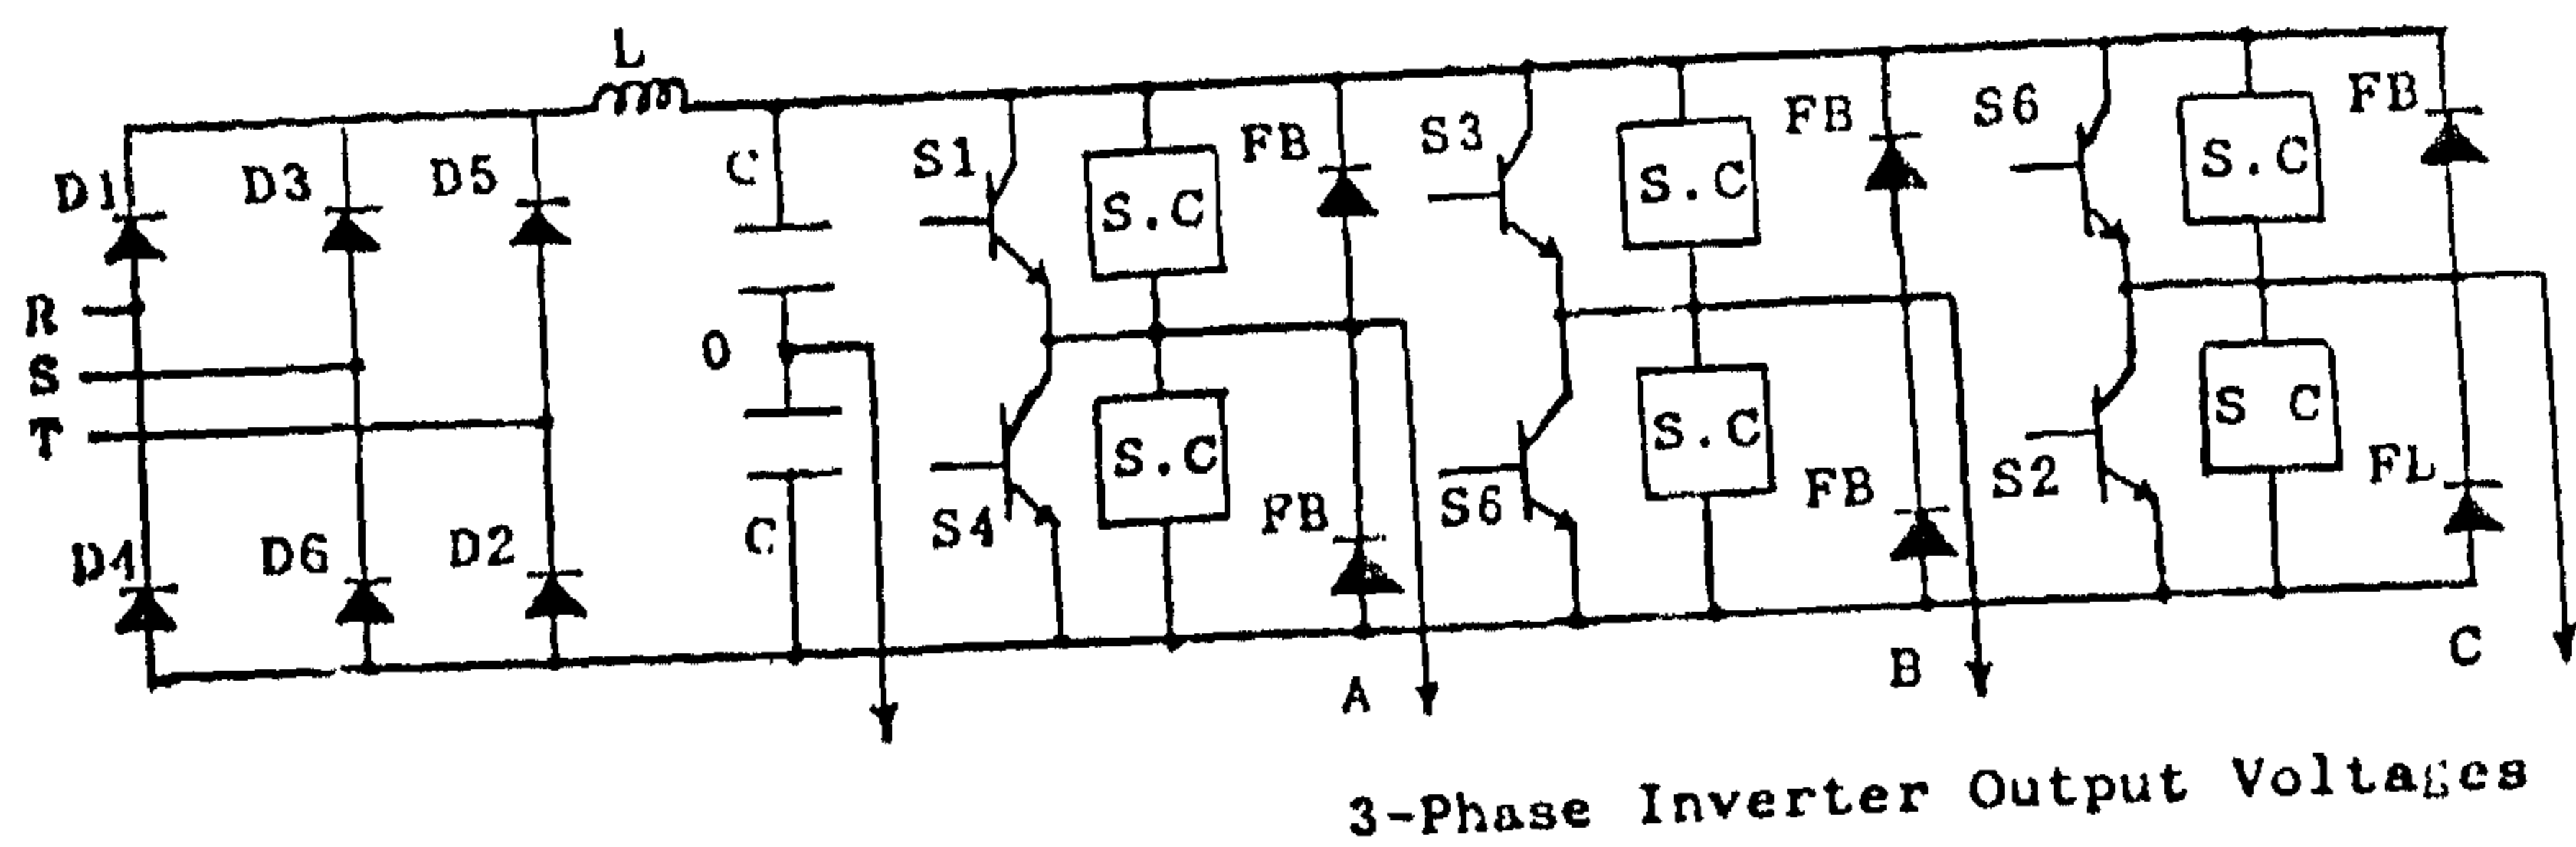 L
D1
D3
D5
C
S1
S.C
FB
S3
S.C
FB
S6
S.C
FB
R
S
T
O
D4
D6
D2
C
S4
S.C
FB
S6
S.C
FB
S2
S C
FL
A
B
C
3-Phase Inverter Output Voltages